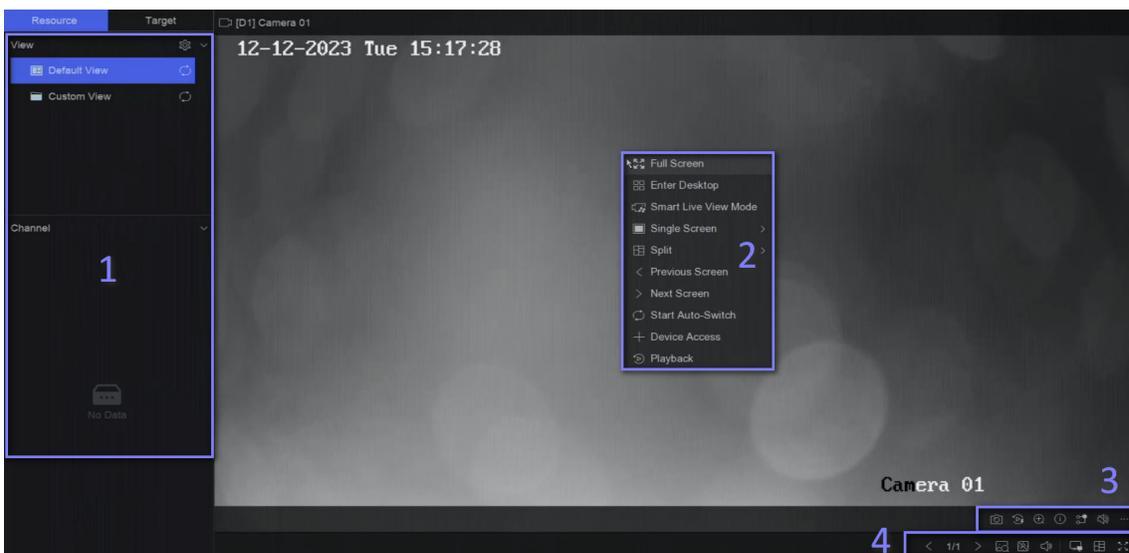 Resource Target [D1] Camera 01
View
12-12-2023 Tue 15:17:28
Default View
Custom View
Channel
1
No Data
Full Screen
Enter Desktop
Smart Live View Mode
Single Screen
Split
2
Previous Screen
Next Screen
Start Auto-Switch
Device Access
Playback
Camera 01
3
4
1/1